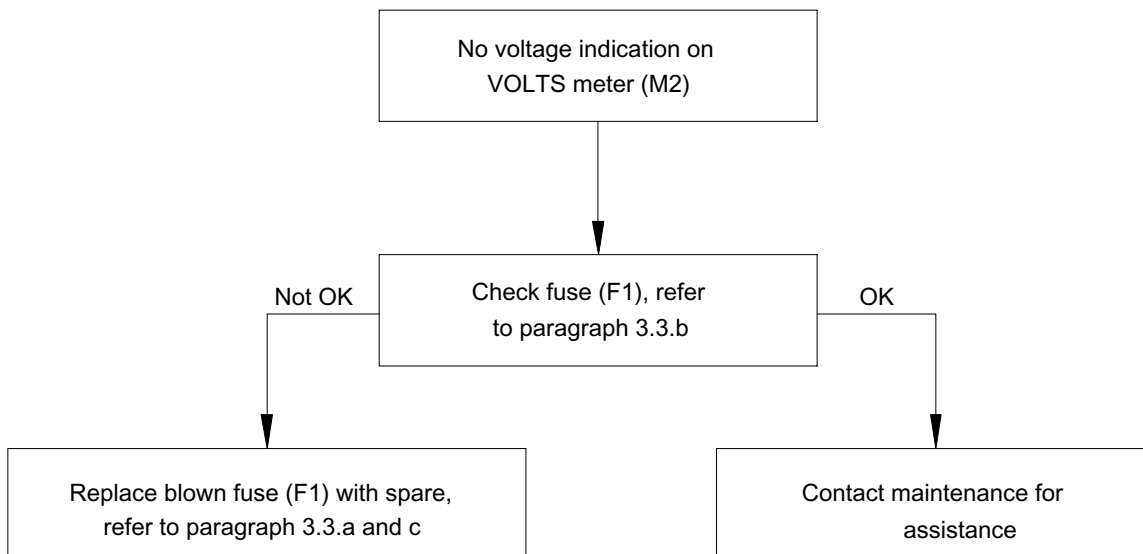 No voltage indication on
VOLTS meter (M2)
Not OK
Check fuse (F1), refer
to paragraph 3.3.b
OK
Replace blown fuse (F1) with spare,
refer to paragraph 3.3.a and c
Contact maintenance for
assistance